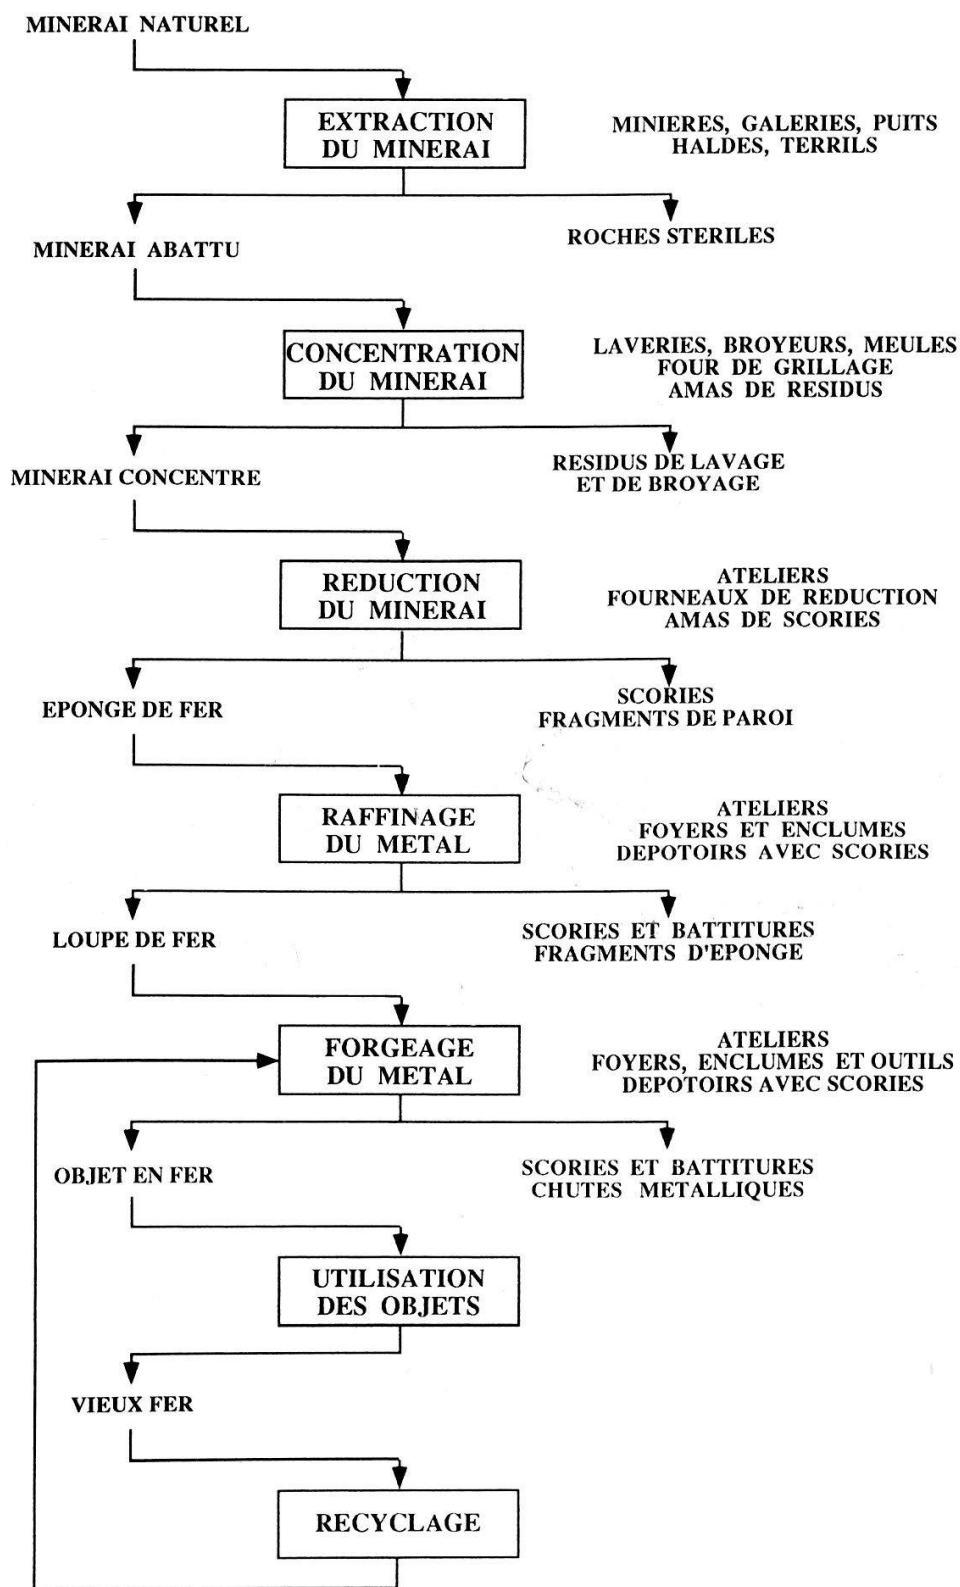 MINERAI NATUREL
EXTRACTION
DU MINERAI
MINIERES, GALERIES, PUITS
HALDES, TERRILS
MINERAI ABATTU
ROCHES STERILES
CONCENTRATION
DU MINERAI
LAVERIES, BROYEURS, MEULES
FOUR DE GRILLAGE
AMAS DE RESIDUS
MINERAI CONCENTRE
RESIDUS DE LAVAGE
ET DE BROYAGE
REDUCTION
DU MINERAI
ATELIERS
FOURNEAUX DE REDUCTION
AMAS DE SCORIES
EPONGE DE FER
SCORIES
FRAGMENTS DE PAROI
RAFFINAGE
DU METAL
ATELIERS
FOYERS ET ENCLUMES
DEPOTOIRS AVEC SCORIES
LOUPE DE FER
SCORIES ET BATTITURES
FRAGMENTS D'EPONGE
FORGEAGE
DU METAL
ATELIERS
FOYERS, ENCLUMES ET OUTILS
DEPOTOIRS AVEC SCORIES
OBJET EN FER
SCORIES ET BATTITURES
CHUTES METALLIQUES
UTILISATION
DES OBJETS
VIEUX FER
RECYCLAGE